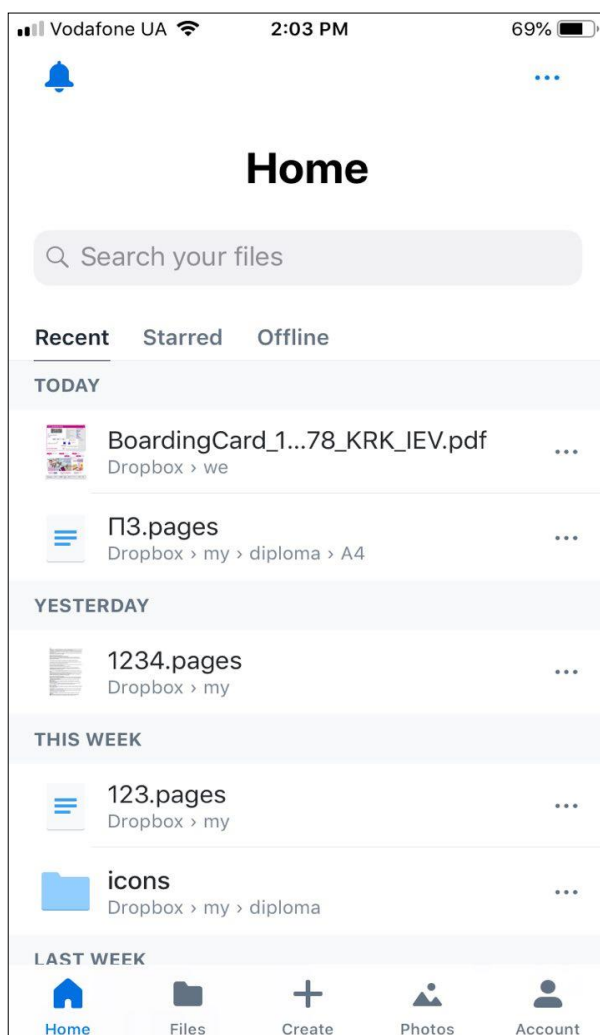 Vodafone UA 2:03 PM 69%
Home
Search your files
Recent Starred Offline
TODAY
BoardingCard_1...78_KRK_IEV.pdf
Dropbox › we
ПЗ.pages
Dropbox › my › diploma › A4
YESTERDAY
1234.pages
Dropbox › my
THIS WEEK
123.pages
Dropbox › my
icons
Dropbox › my › diploma
LAST WEEK
Home Files Create Photos Account